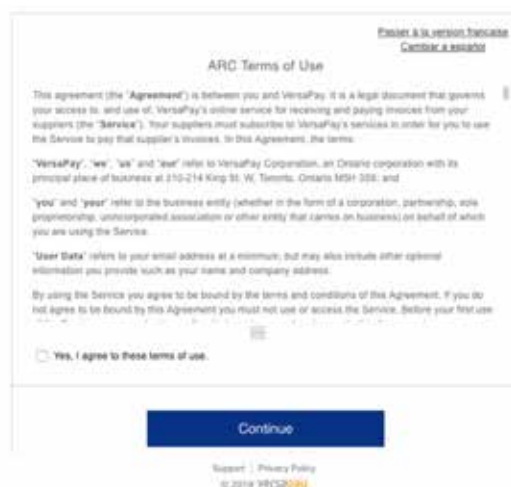 Passer à la version française
Cambiar a español
ARC Terms of Use
This agreement (the "Agreement") is between you and VersaPay. It is a legal document that governs
your access to, and use of, VersaPay's online service for receiving and paying invoices from your
suppliers (the "Service"). Your suppliers must subscribe to VersaPay's services in order for you to use
the Service to pay that supplier's invoices. In this Agreement, the terms:
"VersaPay", "we", "us" and "our" refer to VersaPay Corporation, an Ontario corporation with its
principal place of business at 210-214 King St. W, Toronto, Ontario M5H 3S6; and
"you" and "your" refer to the business entity (whether in the form of a corporation, partnership, sole
proprietorship, unincorporated association or other entity that carries on business) on behalf of which
you are using the Service.
"User Data" refers to your email address at a minimum, but may also include other optional
information you provide such as your name and company address.
By using the Service you agree to be bound by the terms and conditions of this Agreement. If you do
not agree to be bound by this Agreement you must not use or access the Service. Before your first use
Yes, I agree to these terms of use.
Continue
Support | Privacy Policy
© 2018 versapay